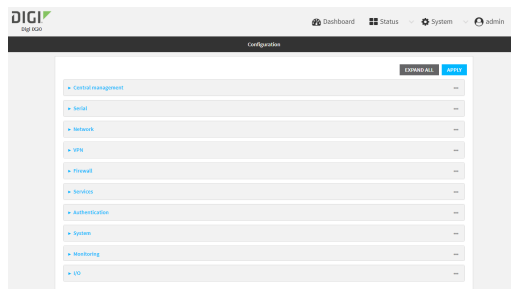 DIGI
Digi IX20
Dashboard
Status
System
admin
Configuration
EXPAND ALL
APPLY
Central management
Serial
Network
VPN
Firewall
Services
Authentication
System
Monitoring
I/O